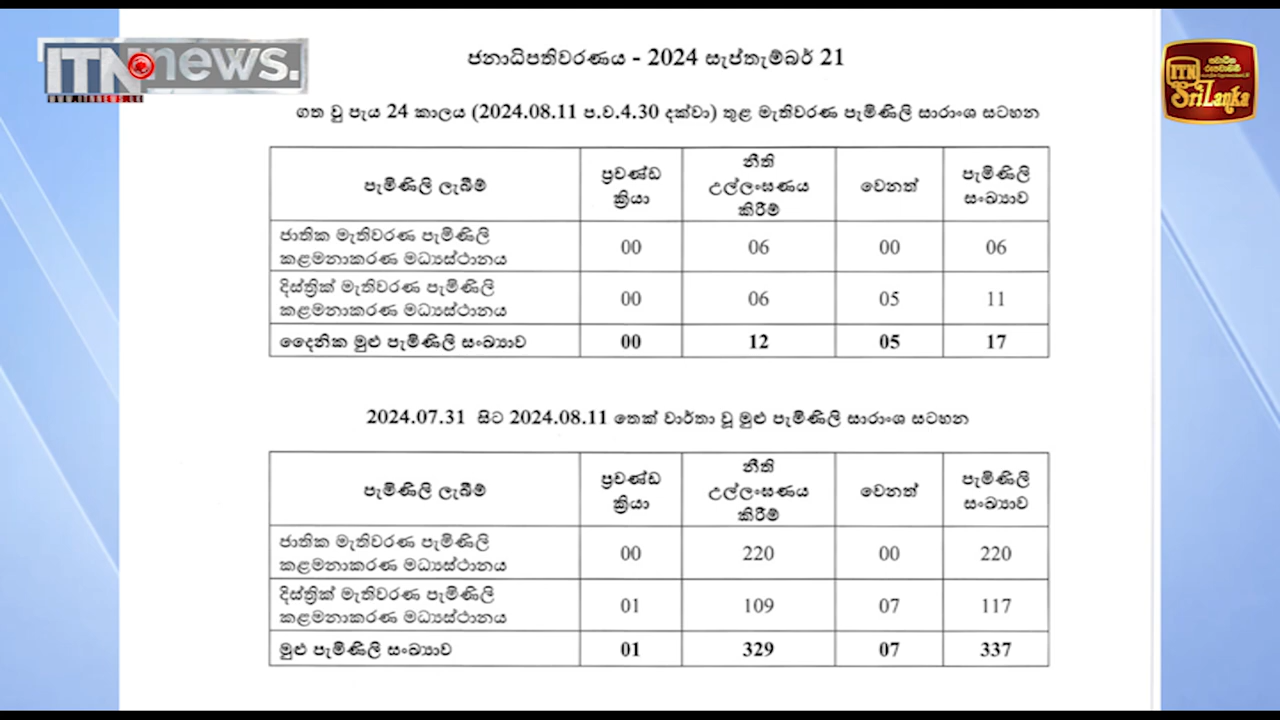 ITN news.
WWW.ITNNEWS.LK
ITN
SriLanka
ජනාධිපතිවරණය - 2024 සැප්තැම්බර් 21
ගත වු පැය 24 කාලය (2024.08.11 ප.ව.4.30 දක්වා) තුළ මැතිවරණ පැමිණිලි සාරාංශ සටහන
පැමිණිලි ලැබීම් ප්‍රචණ්ඩ ක්‍රියා නීති උල්ලංඝණය කිරීම් වෙනත් පැමිණිලි සංඛ්‍යාව
ජාතික මැතිවරණ පැමිණිලි
කළමනාකරණ මධ්‍යස්ථානය 00 06 00 06
දිස්ත්‍රික් මැතිවරණ පැමිණිලි
කළමනාකරණ මධ්‍යස්ථානය 00 06 05 11
දෛනික මුළු පැමිණිලි සංඛ්‍යාව 00 12 05 17
2024.07.31 සිට 2024.08.11 තෙක් වාර්තා වූ මුළු පැමිණිලි සාරාංශ සටහන
පැමිණිලි ලැබීම් ප්‍රචණ්ඩ ක්‍රියා නීති උල්ලංඝණය කිරීම් වෙනත් පැමිණිලි සංඛ්‍යාව
ජාතික මැතිවරණ පැමිණිලි
කළමනාකරණ මධ්‍යස්ථානය 00 220 00 220
දිස්ත්‍රික් මැතිවරණ පැමිණිලි
කළමනාකරණ මධ්‍යස්ථානය 01 109 07 117
මුළු පැමිණිලි සංඛ්‍යාව 01 329 07 337